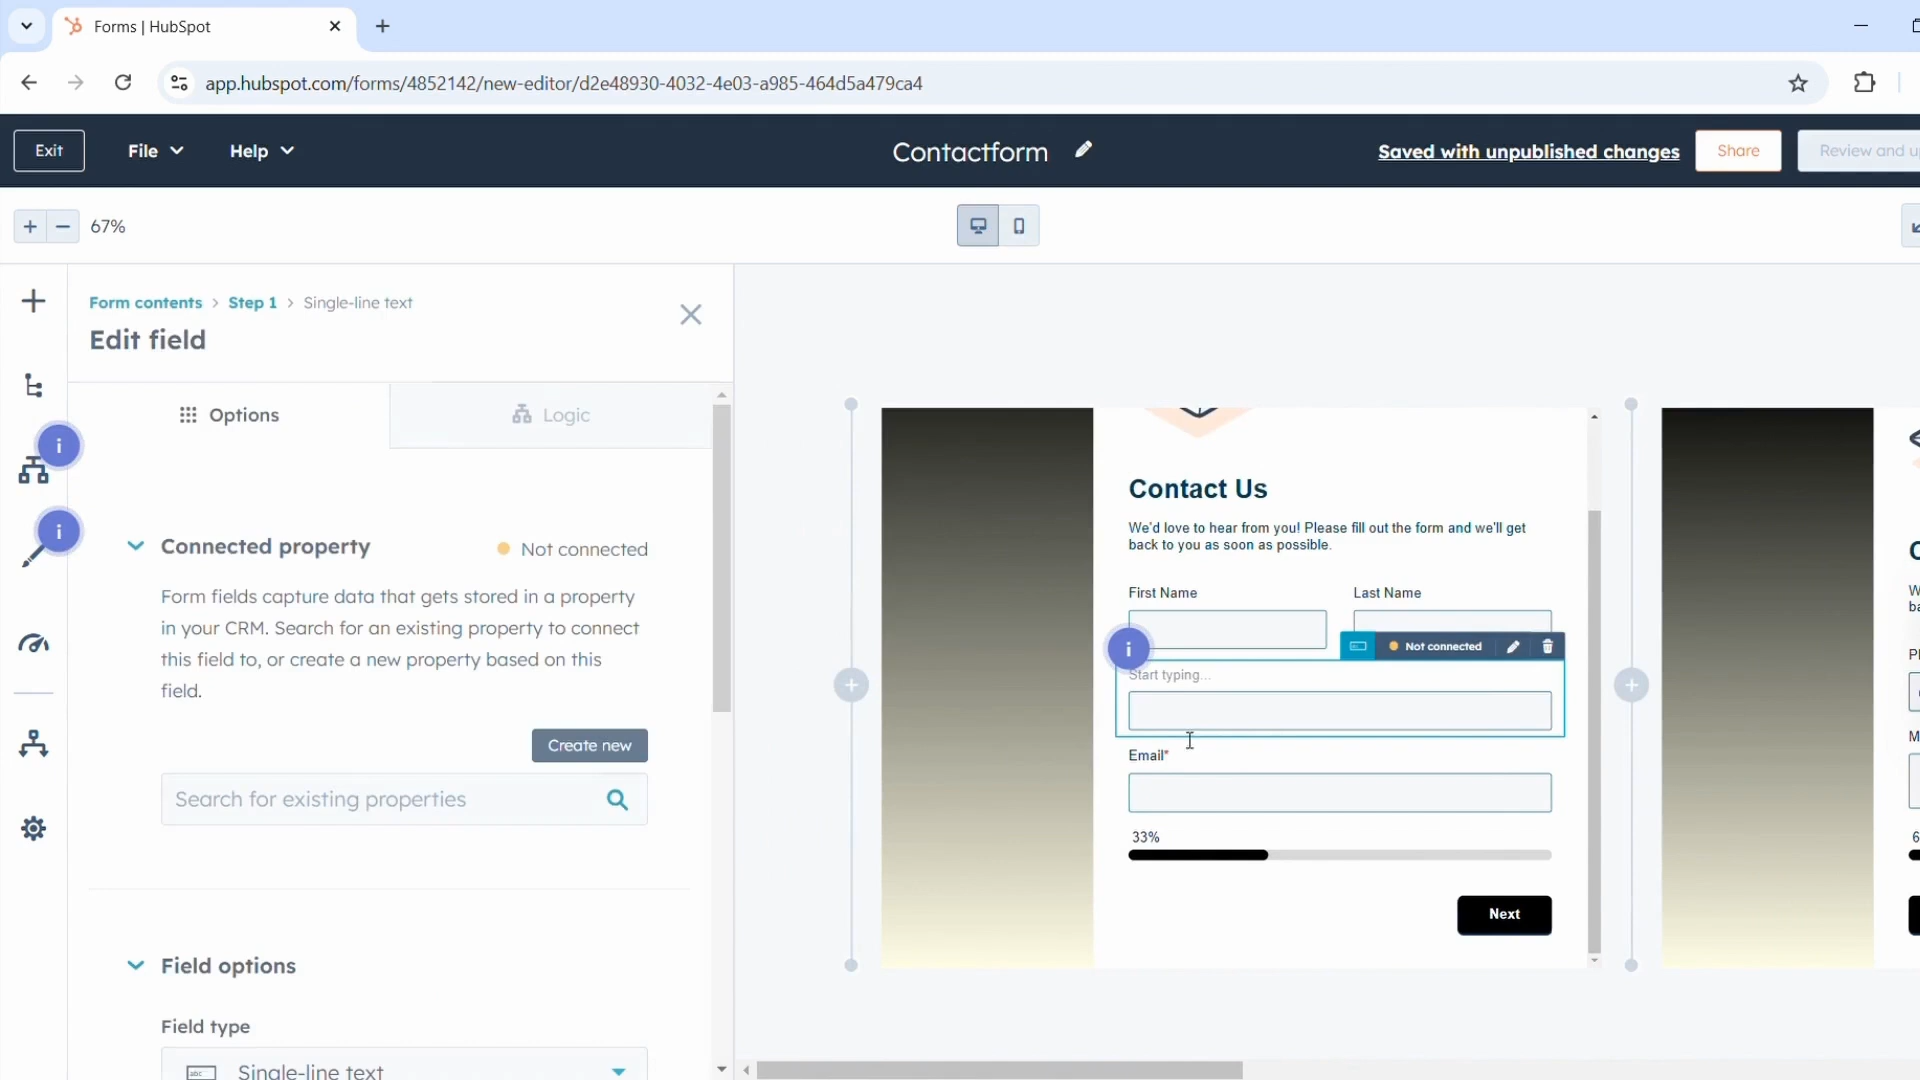 Forms | HubSpot
app.hubspot.com/forms/4852142/new-editor/d2e48930-4032-4e03-a985-464d5a479ca4
Exit
File
Help
Contactform
Saved with unpublished changes
Share
Review and u
67%
Form contents > Step 1 > Single-line text
Edit field
Options
Logic
i
i
Connected property
Not connected
Form fields capture data that gets stored in a property
in your CRM. Search for an existing property to connect
this field to, or create a new property based on this
field.
Create new
Search for existing properties
Field options
Field type
abc
Single-line text
Contact Us
We'd love to hear from you! Please fill out the form and we'll get
back to you as soon as possible.
First Name
Last Name
i
Not connected
Start typing...
Email*
33%
Next